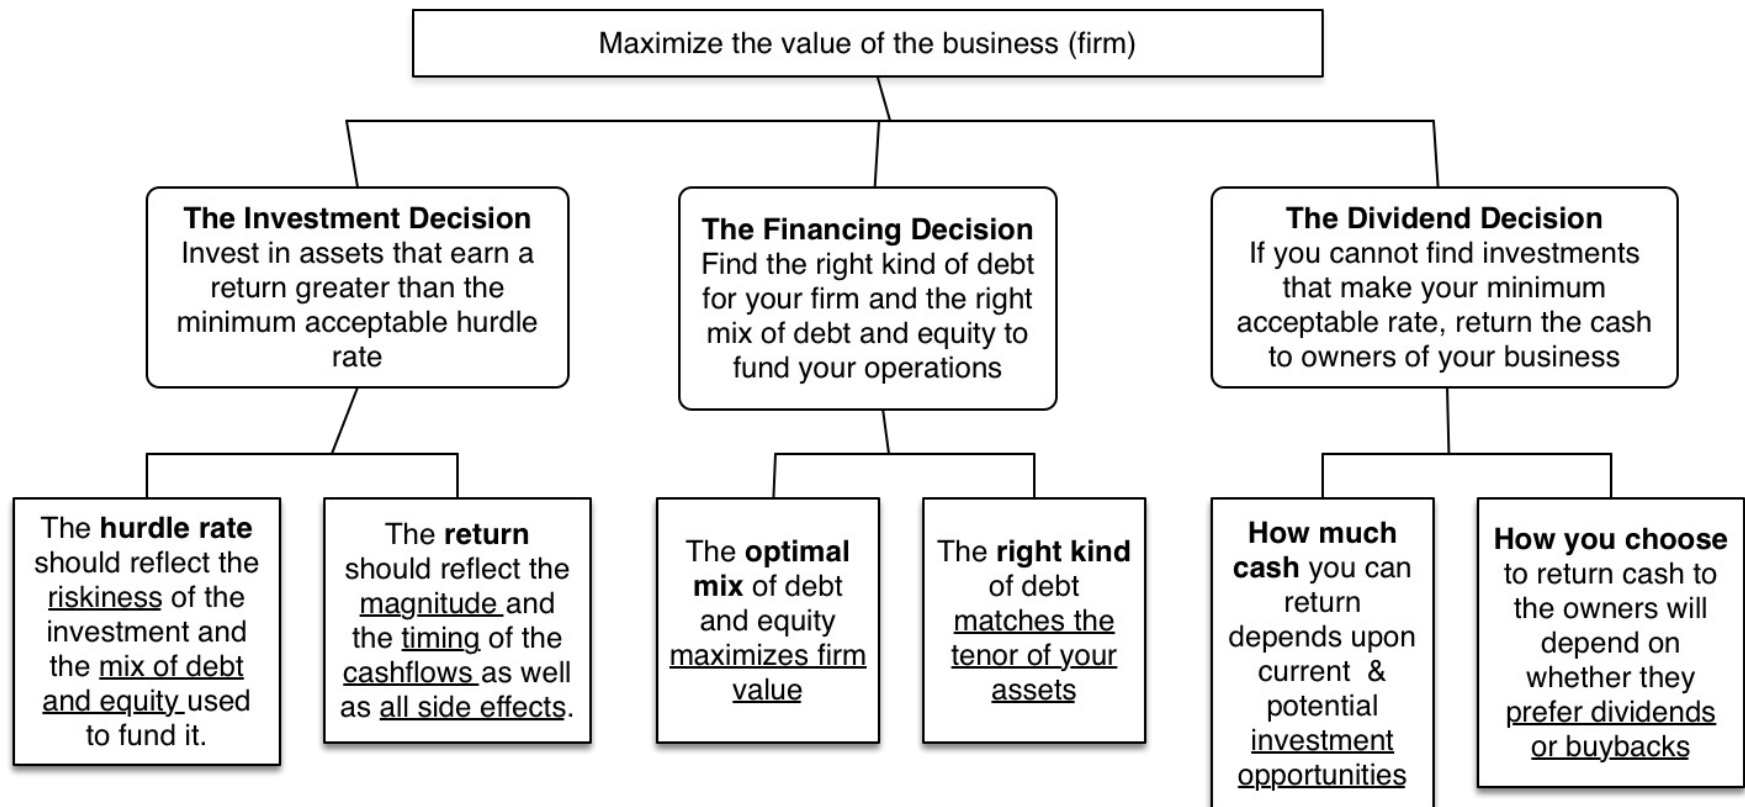 Maximize the value of the business (firm)
The Investment Decision
Invest in assets that earn a
return greater than the
minimum acceptable hurdle
rate
The Financing Decision
Find the right kind of debt
for your firm and the right
mix of debt and equity to
fund your operations
The Dividend Decision
If you cannot find investments
that make your minimum
acceptable rate, return the cash
to owners of your business
The hurdle rate
should reflect the
riskiness of the
investment and
the mix of debt
and equity used
to fund it.
The return
should reflect the
magnitude and
the timing of the
cashflows as well
as all side effects.
The optimal
mix of debt
and equity
maximizes firm
value
The right kind
of debt
matches the
tenor of your
assets
How much
cash you can
return
depends upon
current &
potential
investment
opportunities
How you choose
to return cash to
the owners will
depend on
whether they
prefer dividends
or buybacks